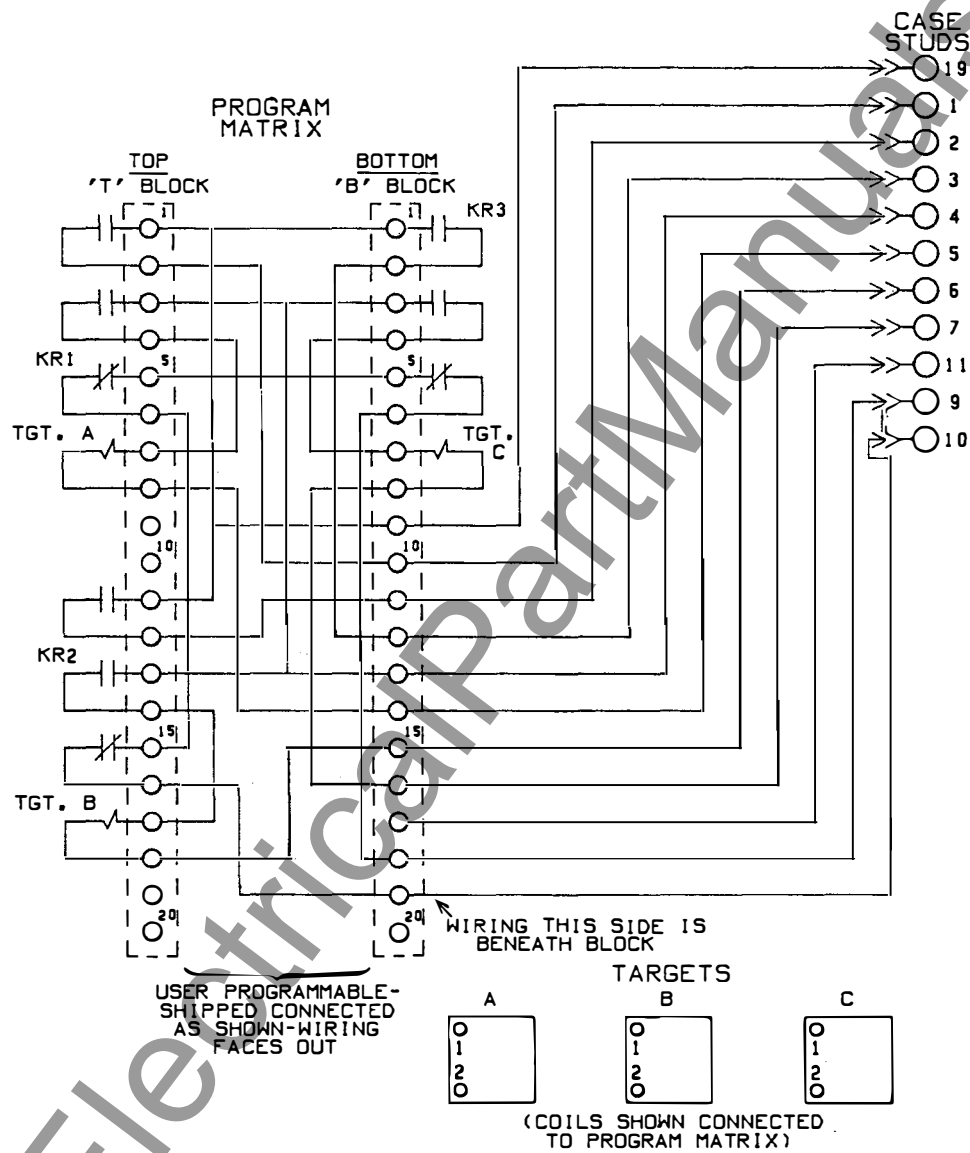 CASE
STUDS
19
1
2
3
4
5
6
7
11
9
10
PROGRAM
MATRIX
TOP
'T' BLOCK
BOTTOM
'B' BLOCK
1
5
10
15
20
1
5
10
15
20
KR3
KR1
TGT. A
TGT.
C
KR2
TGT. B
WIRING THIS SIDE IS
BENEATH BLOCK
USER PROGRAMMABLE-
SHIPPED CONNECTED
AS SHOWN-WIRING
FACES OUT
TARGETS
A
B
C
1
2
1
2
1
2
(COILS SHOWN CONNECTED
TO PROGRAM MATRIX)
ElectricalPartManuals